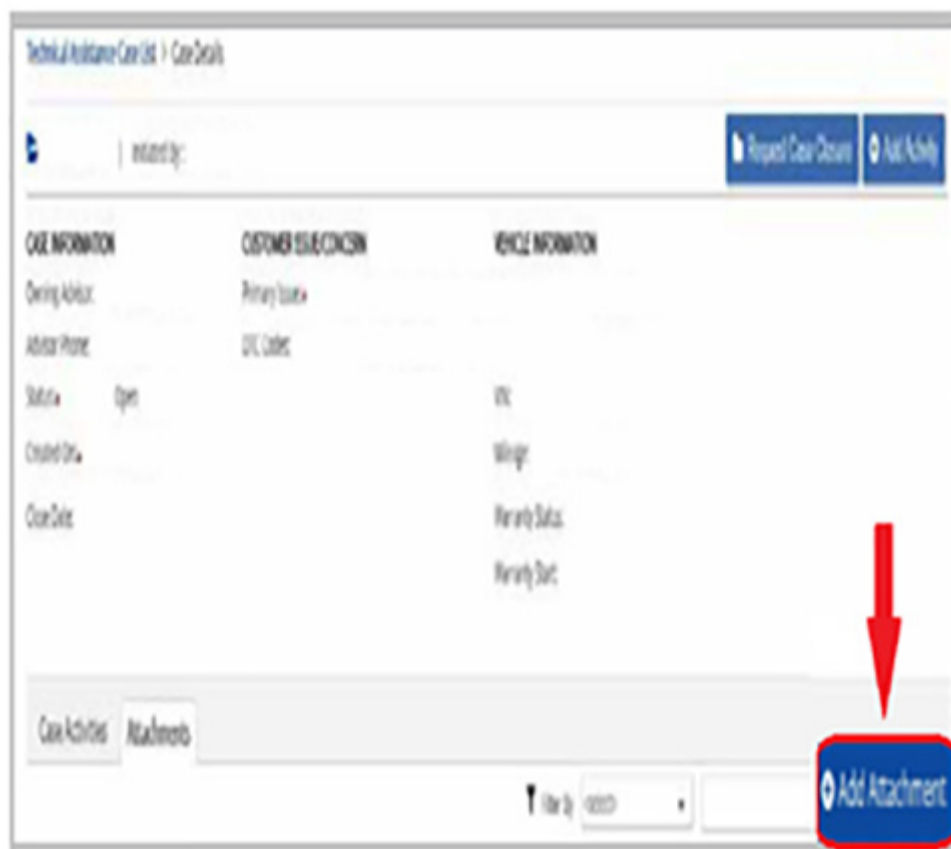 Technical Assistance Case List > Case Details
| Initiated by:
Request Case Closure
Add Activity
CASE INFORMATION
CUSTOMER ISSUE/CONCERN
VEHICLE INFORMATION
Owning Advisor:
Primary Issue
Advisor Phone:
DTC Codes:
Status
Open
VIN:
Created On
Mileage:
Close Date:
Warranty Status:
Warranty Start:
Case Activities
Attachments
Filter By
Add Attachment